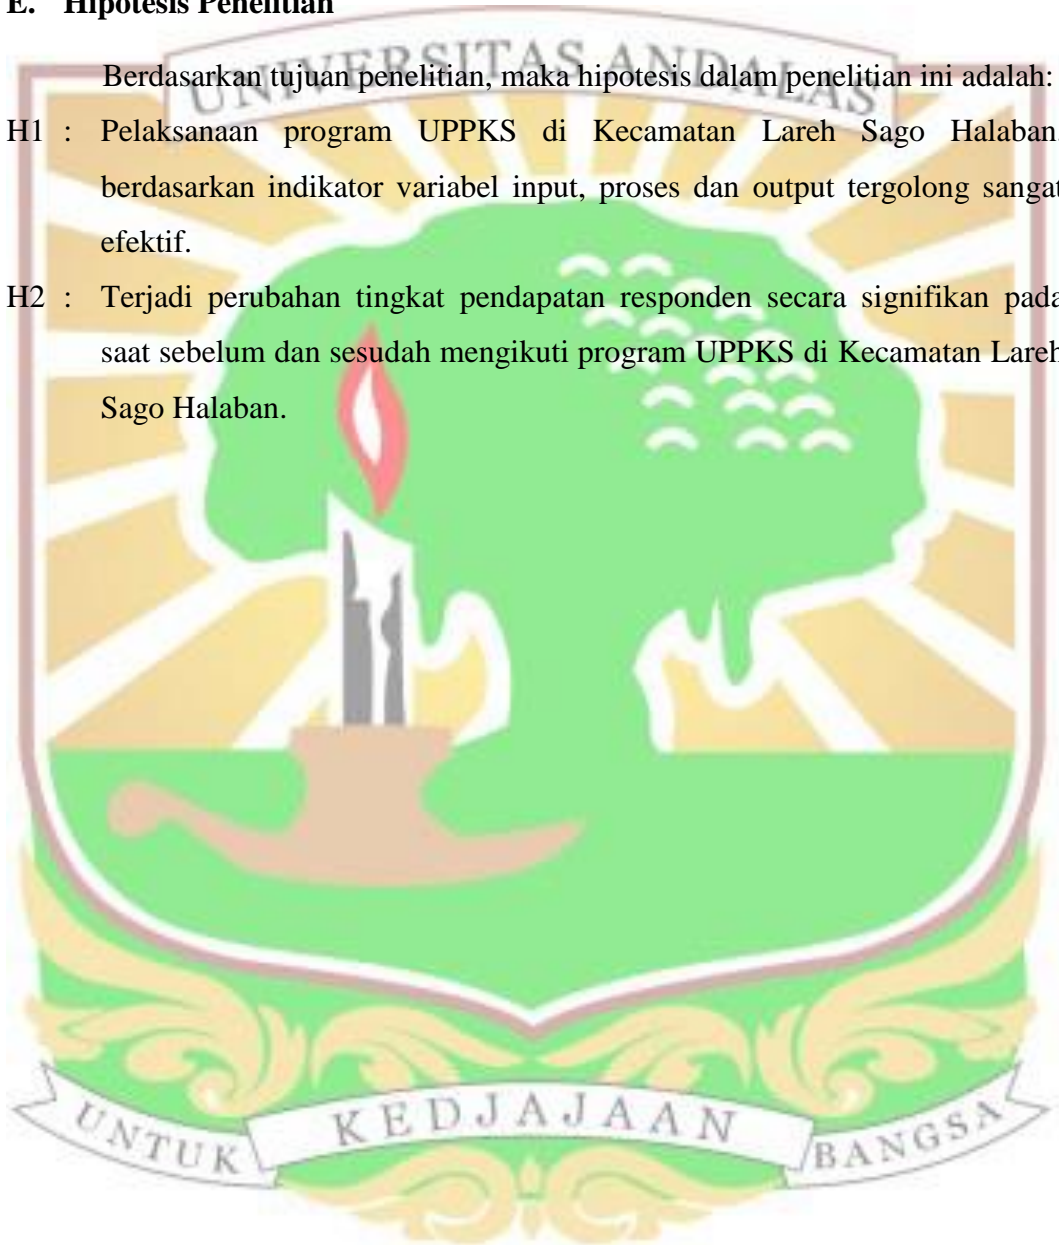 E. Hipotesis Penelitian
UNIVERSITAS ANDALAS
Berdasarkan tujuan penelitian, maka hipotesis dalam penelitian ini adalah:
H1 : Pelaksanaan program UPPKS di Kecamatan Lareh Sago Halaban,
berdasarkan indikator variabel input, proses dan output tergolong sangat
efektif.
H2 : Terjadi perubahan tingkat pendapatan responden secara signifikan pada
saat sebelum dan sesudah mengikuti program UPPKS di Kecamatan Lareh
Sago Halaban.
UNTUK KEDJAJAAN BANGSA